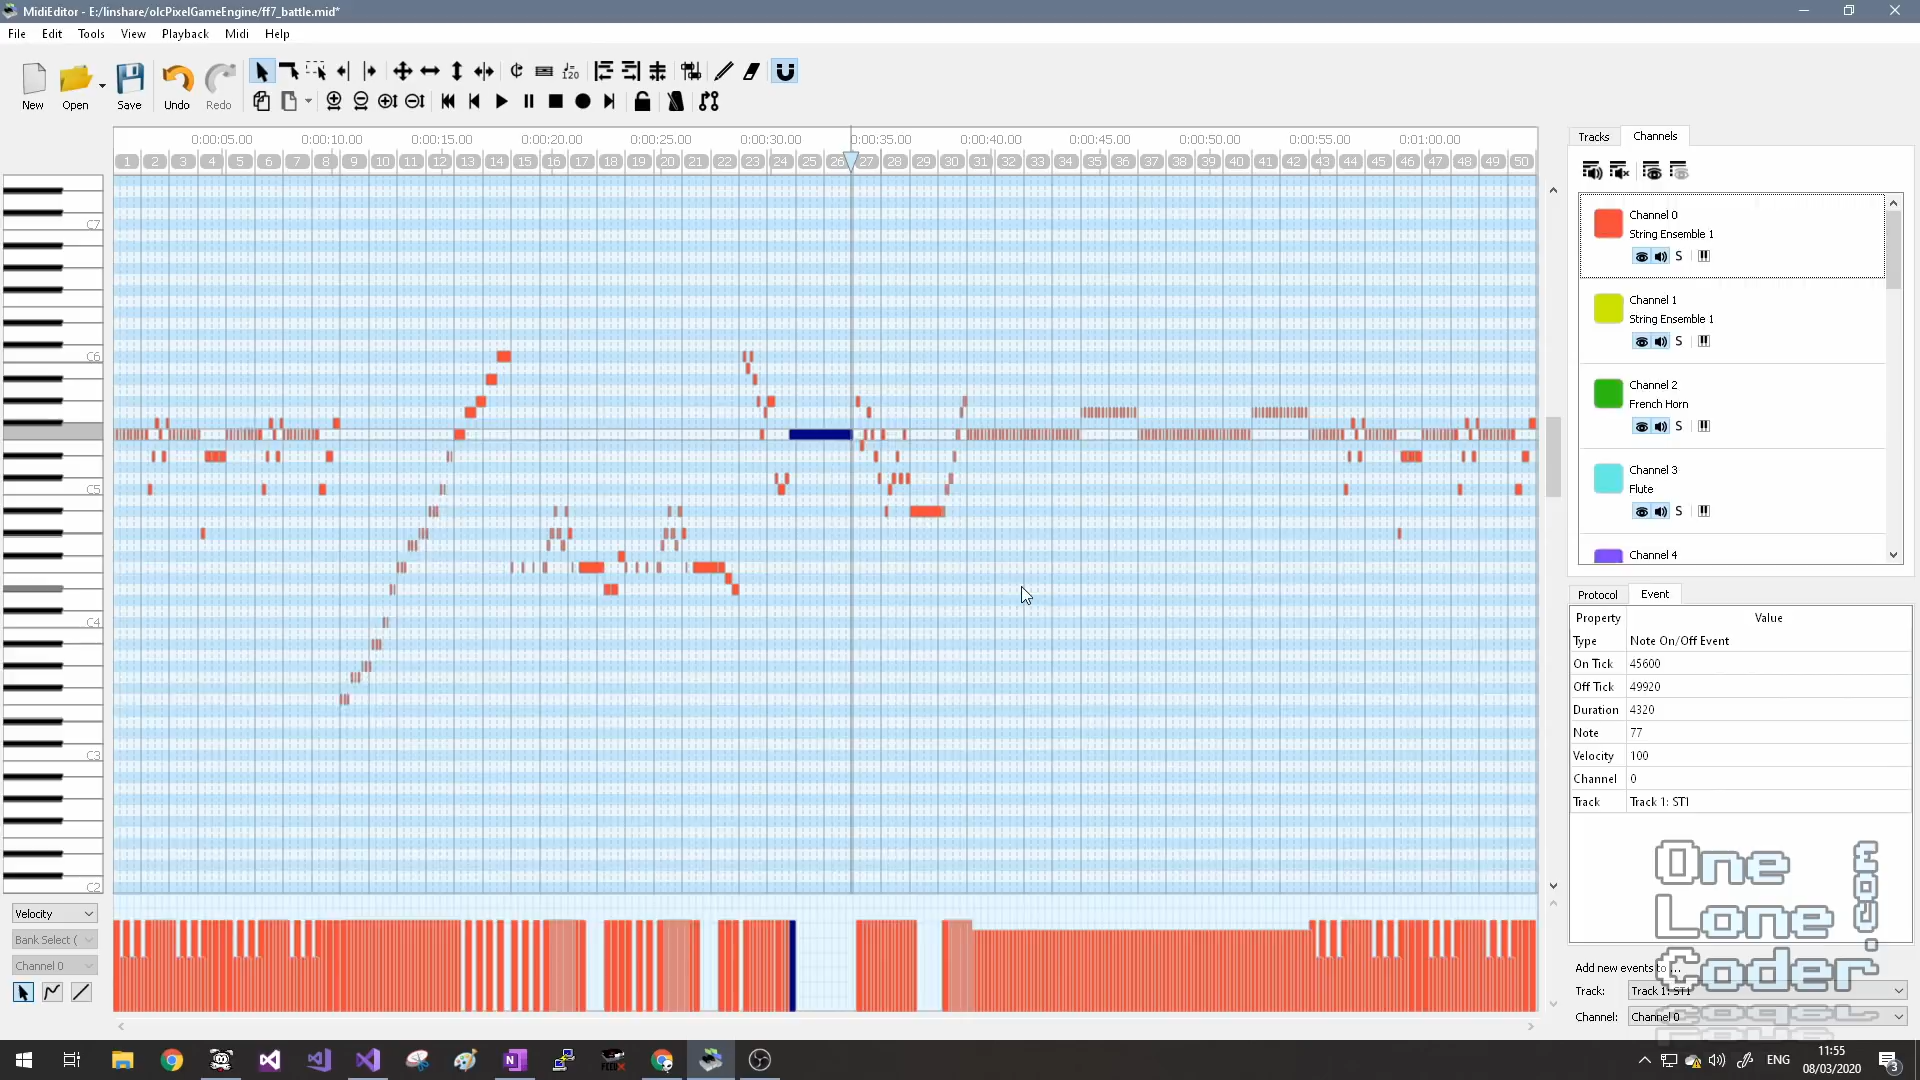 MidiEditor - E:/linshare/olcPixelGameEngine/ff7_battle.mid*
File Edit Tools View Playback Midi Help
New Open Save Undo Redo
0:00:05.00 0:00:10.00 0:00:15.00 0:00:20.00 0:00:25.00 0:00:30.00 0:00:35.00 0:00:40.00 0:00:45.00 0:00:50.00 0:00:55.00 0:01:00.00
1 2 3 4 5 6 7 8 9 10 11 12 13 14 15 16 17 18 19 20 21 22 23 24 25 26 27 28 29 30 31 32 33 34 35 36 37 38 39 40 41 42 43 44 45 46 47 48 49 50
C7
C6
C5
C4
C3
C2
Velocity
Bank Select (
Channel 0
Tracks Channels
Channel 0
String Ensemble 1
S
Channel 1
String Ensemble 1
S
Channel 2
French Horn
S
Channel 3
Flute
S
Channel 4
Protocol Event
Property Value
Type Note On/Off Event
On Tick 45600
Off Tick 49920
Duration 4320
Note 77
Velocity 100
Channel 0
Track Track 1: ST1
One
Lone
Coder
.com
Add new events to ...
Track: Track 1: ST1
Channel: Channel 0
ENG
11:55
08/03/2020
3